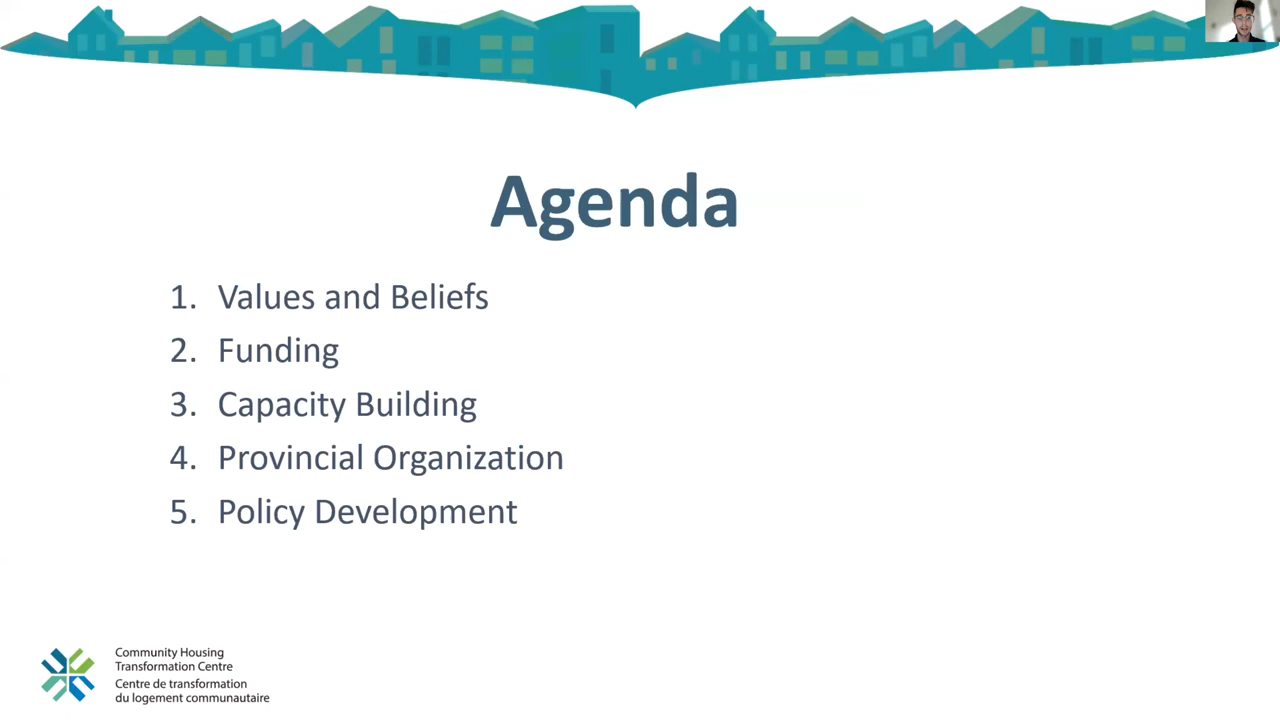 Agenda
1. Values and Beliefs
2. Funding
3. Capacity Building
4. Provincial Organization
5. Policy Development
Community Housing
Transformation Centre
Centre de transformation
du logement communautaire